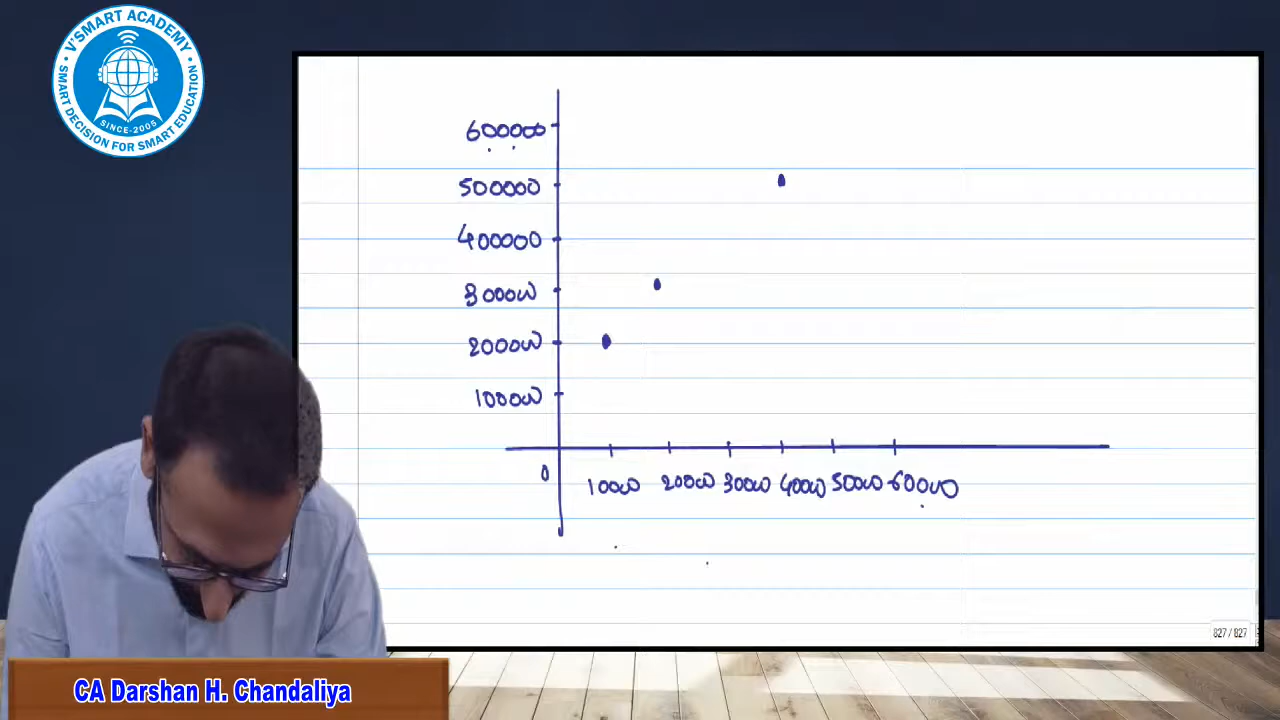 V'SMART ACADEMY
SINCE-2005
SMART DECISION FOR SMART EDUCATION
600000
500000
400000
300000
200000
100000
0
10000 20000 30000 40000 50000 60000
827 / 827
CA Darshan H. Chandaliya